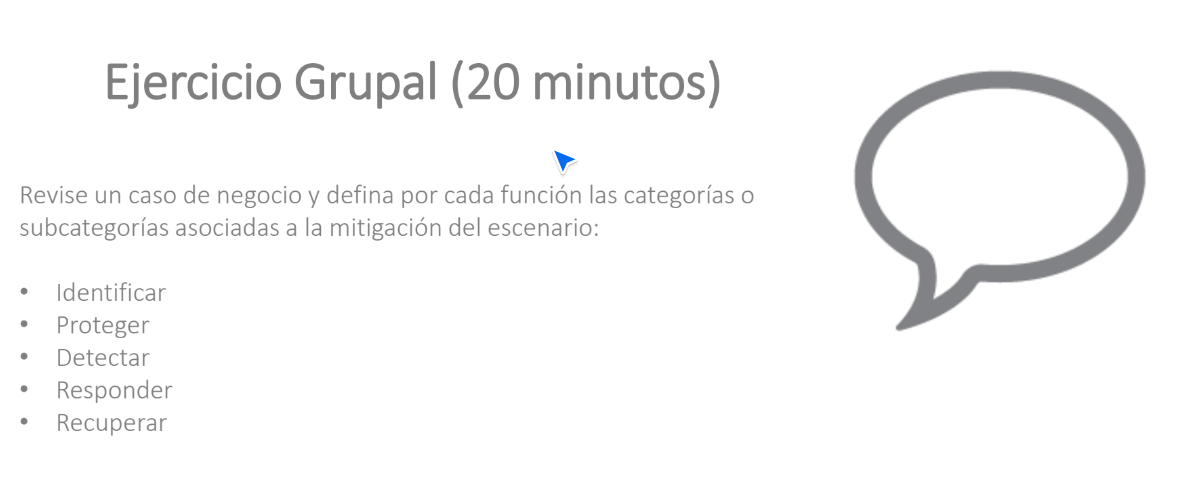 Ejercicio Grupal (20 minutos)
Revise un caso de negocio y defina por cada función las categorías o
subcategorías asociadas a la mitigación del escenario:
• Identificar
• Proteger
• Detectar
• Responder
• Recuperar